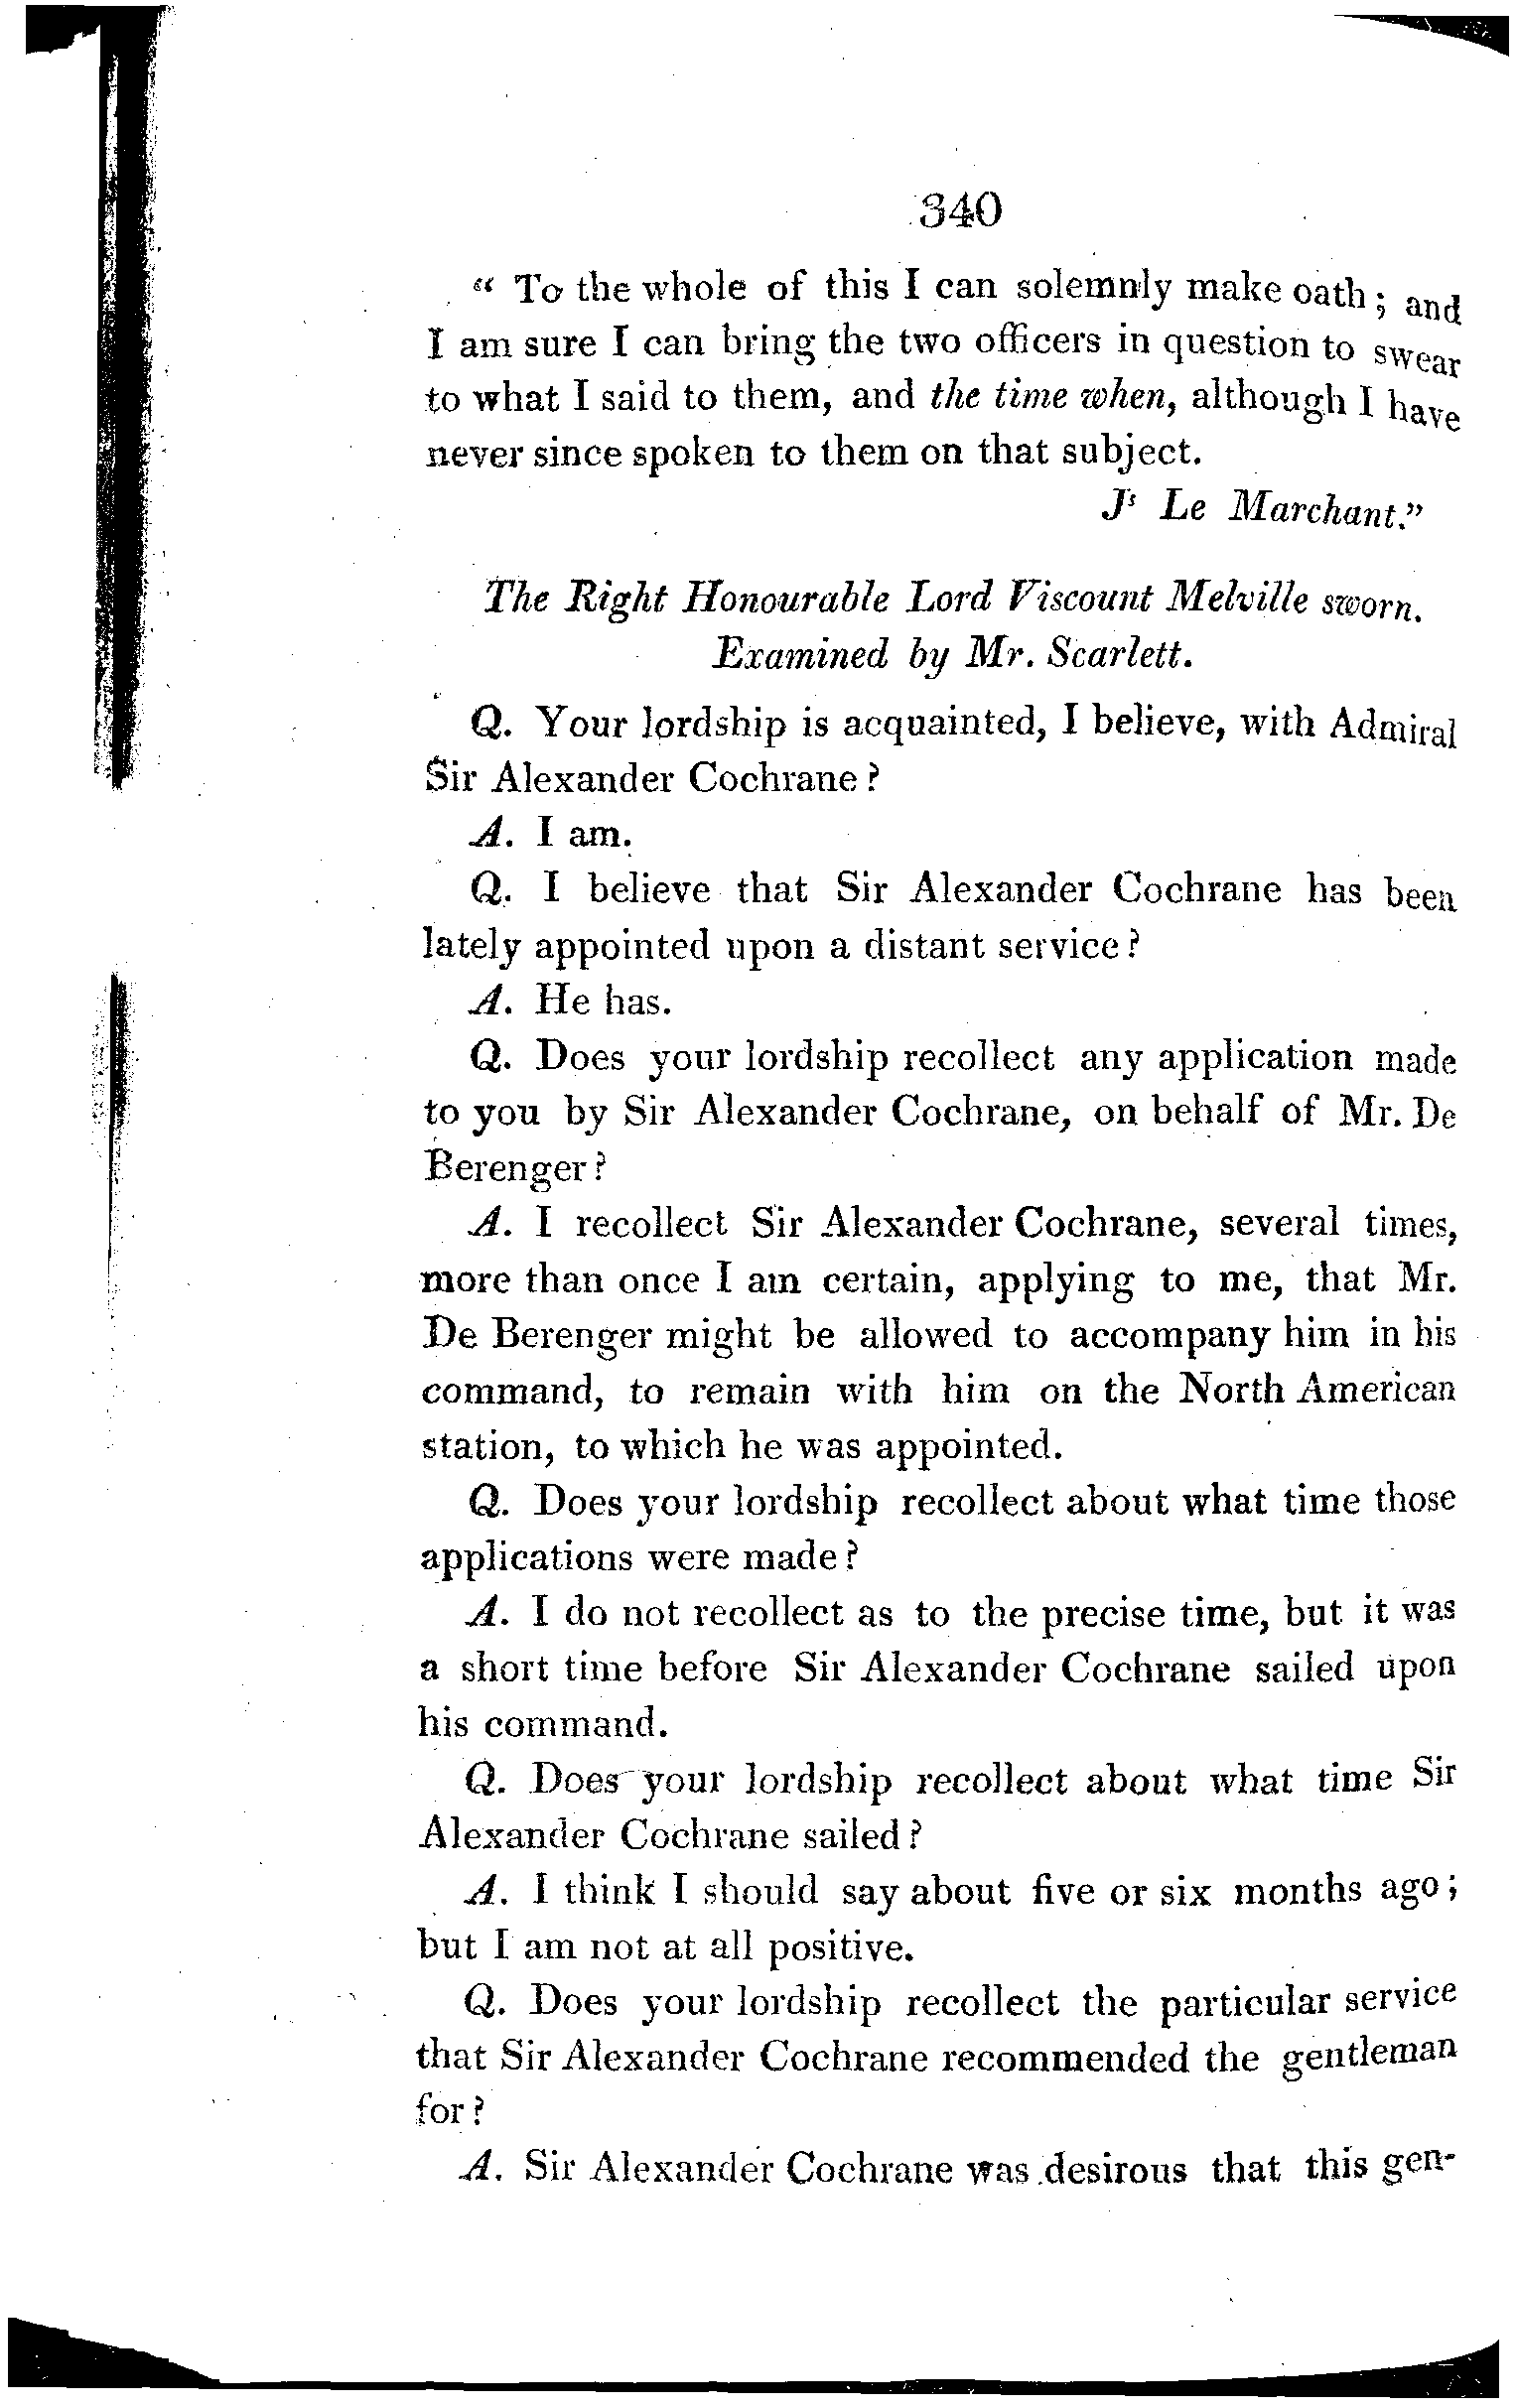 340
“ To the whole of this I can solemnly make oath; and
I am sure I can bring the two officers in question to swear
to what I said to them, and the time when, although I have
never since spoken to them on that subject.
Js Le Marchant.”
The Right Honourable Lord Viscount Melville sworn.
Examined by Mr. Scarlett.
Q. Your lordship is acquainted, I believe, with Admiral
Sir Alexander Cochrane?
A. I am.
Q. I believe that Sir Alexander Cochrane has been
lately appointed upon a distant service?
A. He has.
Q. Does your lordship recollect any application made
to you by Sir Alexander Cochrane, on behalf of Mr. De
Berenger?
A. I recollect Sir Alexander Cochrane, several times,
more than once I am certain, applying to me, that Mr.
De Berenger might be allowed to accompany him in his
command, to remain with him on the North American
station, to which he was appointed.
Q. Does your lordship recollect about what time those
applications were made?
A. I do not recollect as to the precise time, but it was
a short time before Sir Alexander Cochrane sailed upon
his command.
Q. Does your lordship recollect about what time Sir
Alexander Cochrane sailed?
A. I think I should say about five or six months ago;
but I am not at all positive.
Q. Does your lordship recollect the particular service
that Sir Alexander Cochrane recommended the gentleman
for?
A. Sir Alexander Cochrane was desirous that this gen-